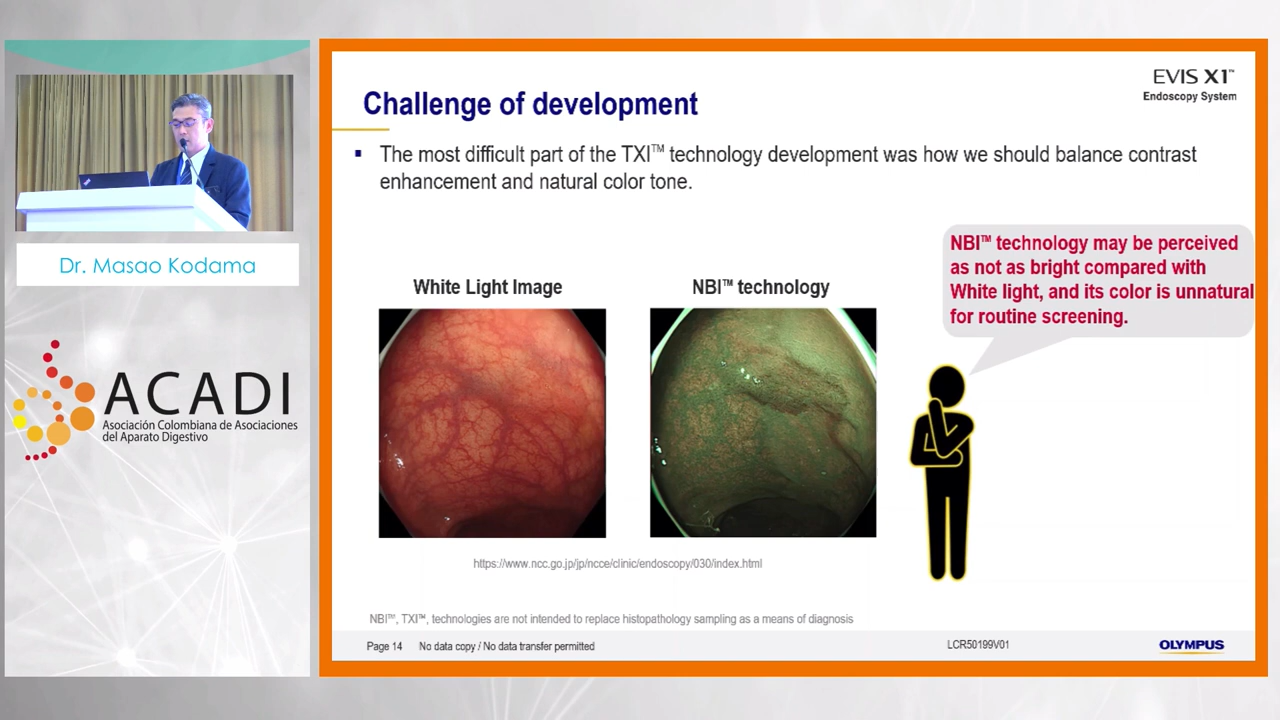 Dr. Masao Kodama
ACADI
Asociación Colombiana de Asociaciones
del Aparato Digestivo
EVIS X1™
Endoscopy System
Challenge of development
▪ The most difficult part of the TXI™ technology development was how we should balance contrast
enhancement and natural color tone.
NBI™ technology may be perceived
as not as bright compared with
White light, and its color is unnatural
for routine screening.
White Light Image
NBI™ technology
https://www.ncc.go.jp/jp/ncce/clinic/endoscopy/030/index.html
NBI™, TXI™, technologies are not intended to replace histopathology sampling as a means of diagnosis
Page 14 No data copy / No data transfer permitted
LCR50199V01
OLYMPUS